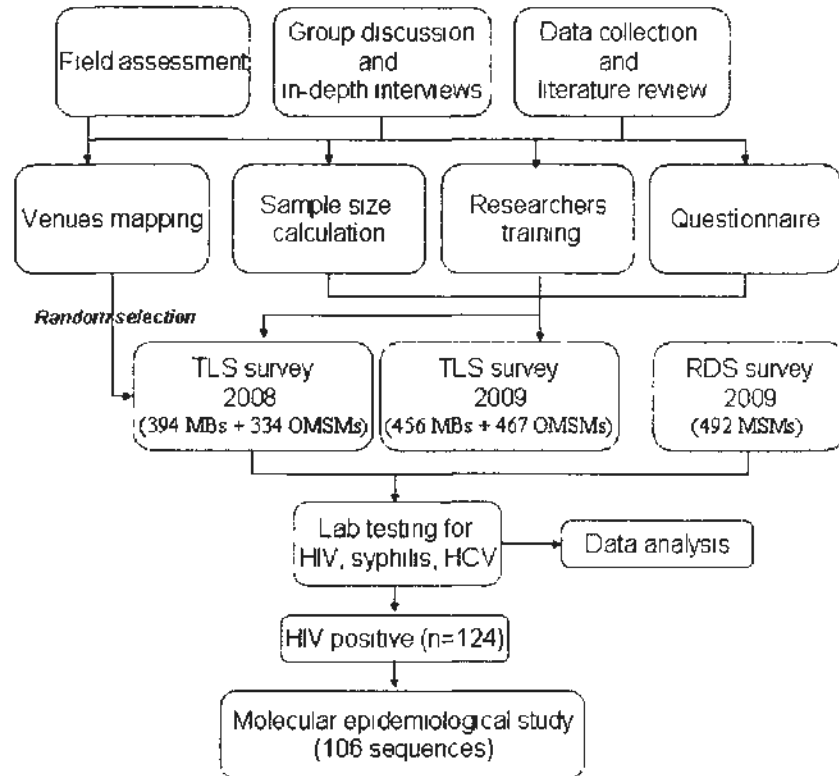 Field assessment
Group discussion
and
in-depth interviews
Data collection
and
literature review
Venues mapping
Sample size
calculation
Researchers
training
Questionnaire
Random selection
TLS survey
2008
(394 MBs + 334 OMSMs)
TLS survey
2009
(456 MBs + 467 OMSMs)
RDS survey
2009
(492 MSMs)
Lab testing for
HIV, syphilis, HCV
Data analysis
HIV positive (n=124)
Molecular epidemiological study
(106 sequences)